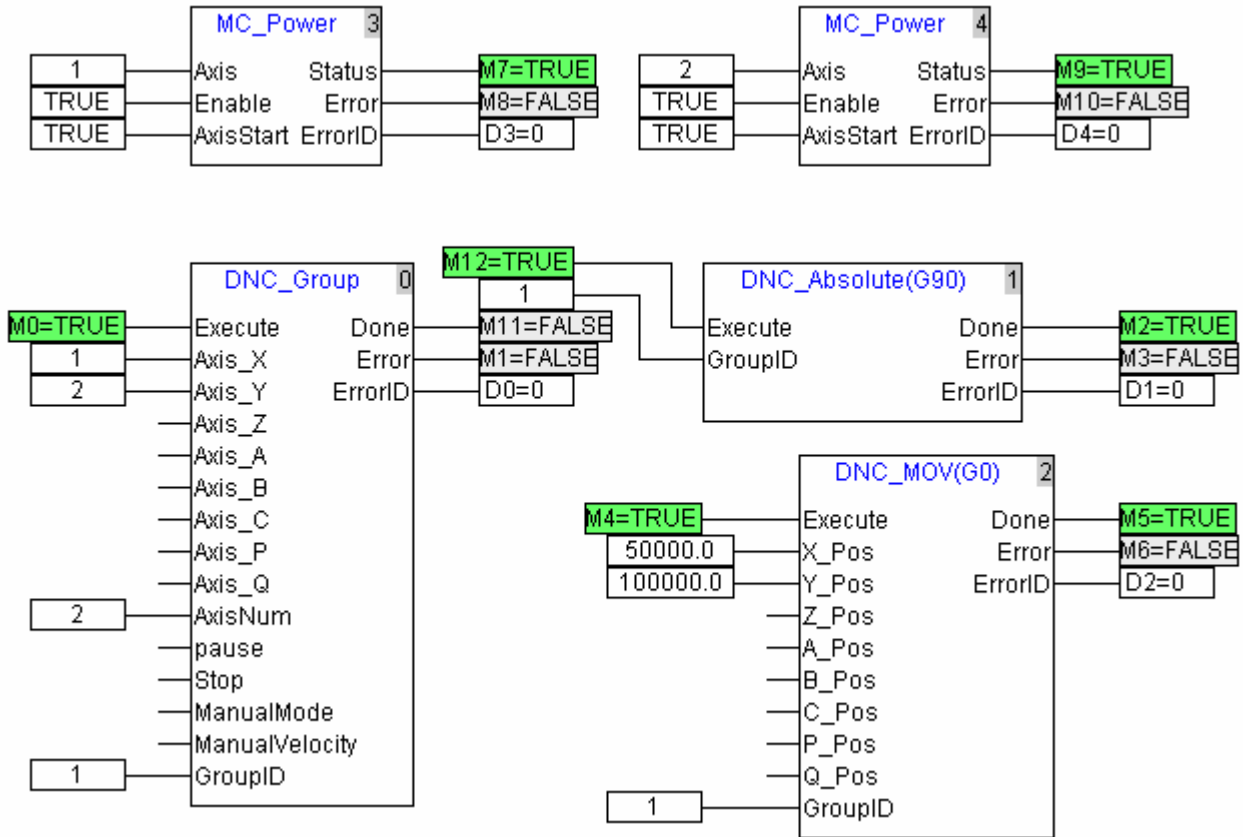 MC_Power 3
1 Axis Status M7=TRUE
TRUE Enable Error M8=FALSE
TRUE AxisStart ErrorID D3=0
MC_Power 4
2 Axis Status M9=TRUE
TRUE Enable Error M10=FALSE
TRUE AxisStart ErrorID D4=0
DNC_Group 0
M0=TRUE Execute Done M11=FALSE
1 Axis_X Error M1=FALSE
2 Axis_Y ErrorID D0=0
Axis_Z
Axis_A
Axis_B
Axis_C
Axis_P
Axis_Q
2 AxisNum
pause
Stop
ManualMode
ManualVelocity
1 GroupID
M12=TRUE
1
DNC_Absolute(G90) 1
Execute Done M2=TRUE
GroupID Error M3=FALSE
ErrorID D1=0
DNC_MOV(G0) 2
M4=TRUE Execute Done M5=TRUE
50000.0 X_Pos Error M6=FALSE
100000.0 Y_Pos ErrorID D2=0
Z_Pos
A_Pos
B_Pos
C_Pos
P_Pos
Q_Pos
1 GroupID